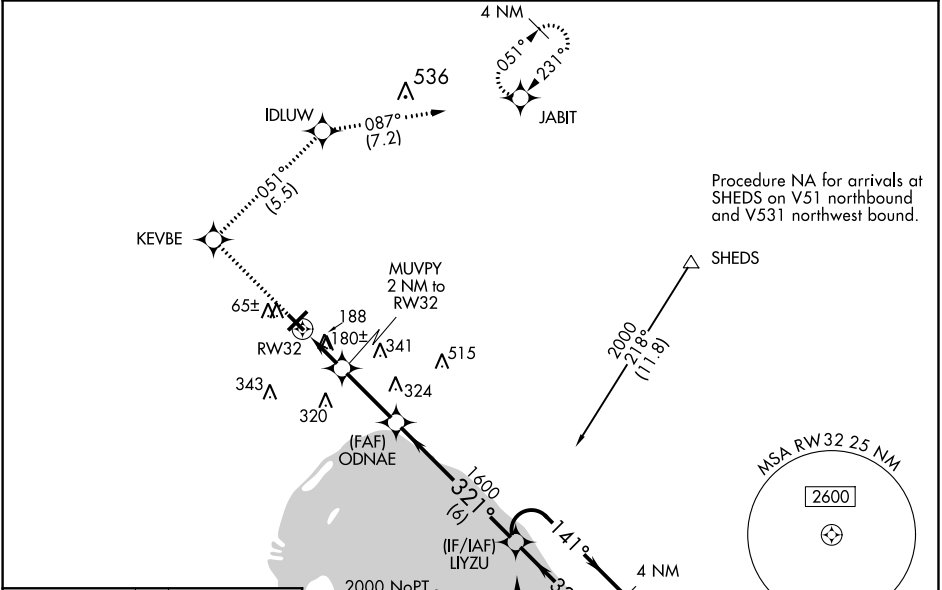 4 NM
051°
231°
JABIT
536
IDLUW
087°
(7.2)
051°
(5.5)
KEVBE
Procedure NA for arrivals at
SHEDS on V51 northbound
and V531 northwest bound.
SHEDS
2000
218°
(11.8)
MUVPY
2 NM to
RW32
65±
188
180±
341
515
RW32
343
320
324
(FAF)
ODNAE
1600
321°
(6)
MSA RW32 25 NM
2600
141°
(IF/IAF)
LIYZU
4 NM
2000 NoPT